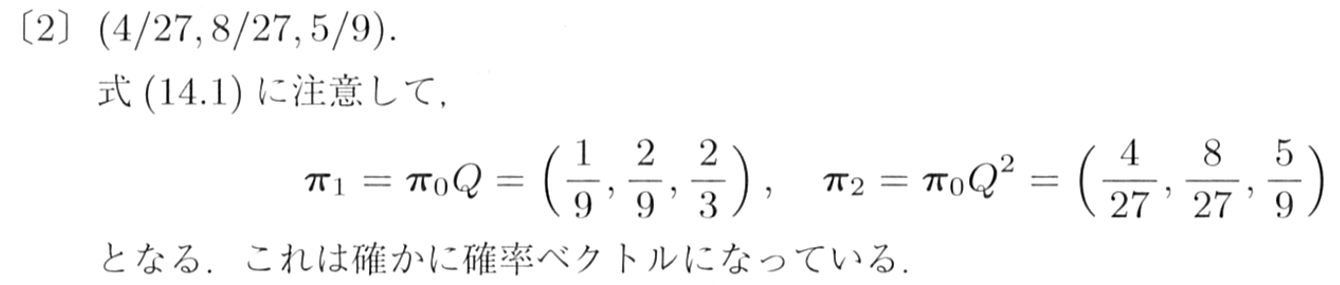 〔2〕 (4/27, 8/27, 5/9).
式 (14.1) に注意して,
π₁ = π₀Q = (1/9, 2/9, 2/3), π₂ = π₀Q² = (4/27, 8/27, 5/9)
となる. これは確かに確率ベクトルになっている.